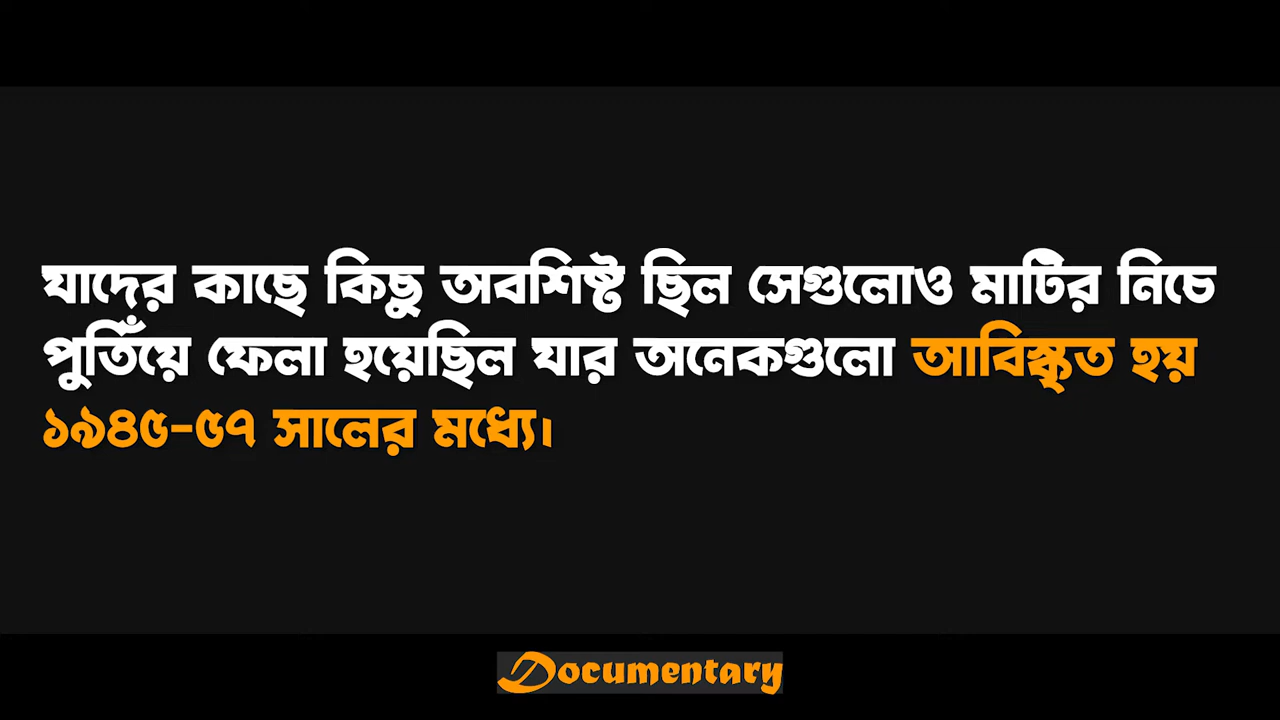 যাদের কাছে কিছু অবশিষ্ট ছিল সেগুলোও মাটির নিচে
পুতিঁয়ে ফেলা হয়েছিল যার অনেকগুলো আবিস্কৃত হয়
১৯৪৫-৫৭ সালের মধ্যে।
Documentary